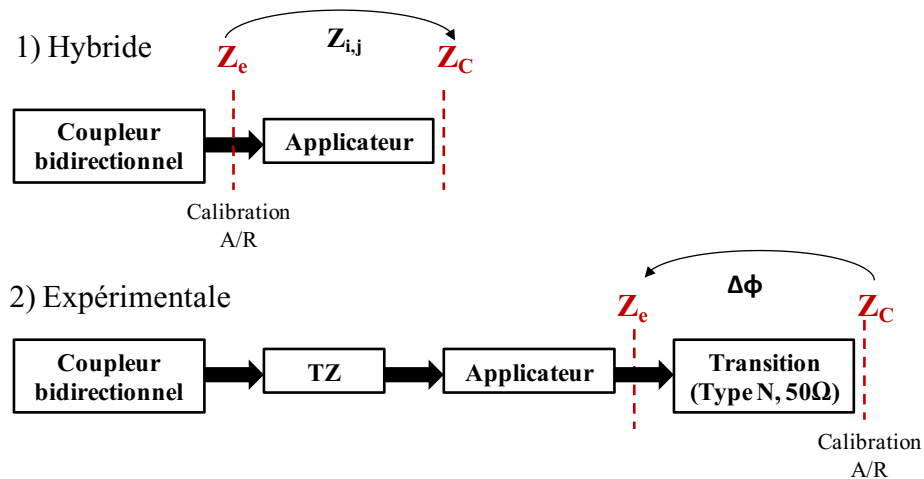 1) Hybride
Z_e
Z_{i,j}
Z_C
Coupleur
bidirectionnel
Applicateur
Calibration
A/R
2) Expérimentale
Z_e
Δϕ
Z_C
Coupleur
bidirectionnel
TZ
Applicateur
Transition
(Type N, 50Ω)
Calibration
A/R